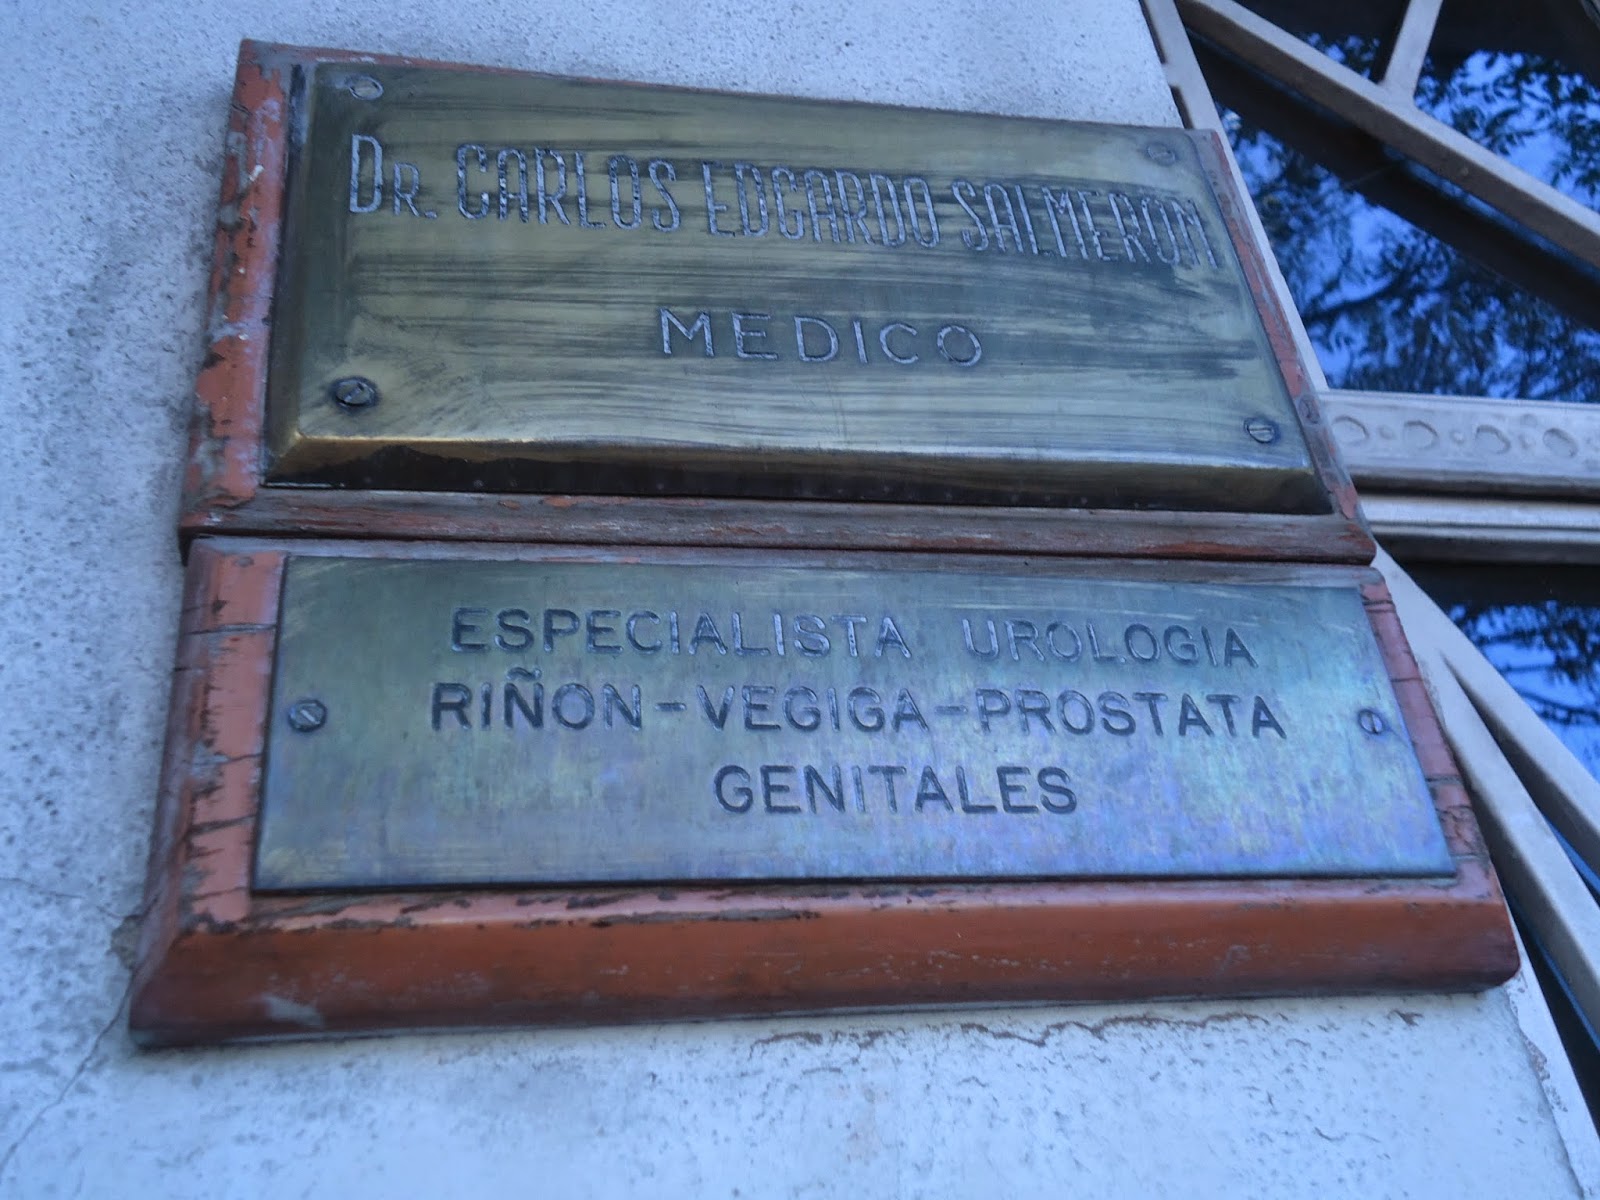 DR. CARLOS EDGARDO SALMERON
MEDICO
ESPECIALISTA UROLOGIA
RIÑON-VEGIGA-PROSTATA
GENITALES